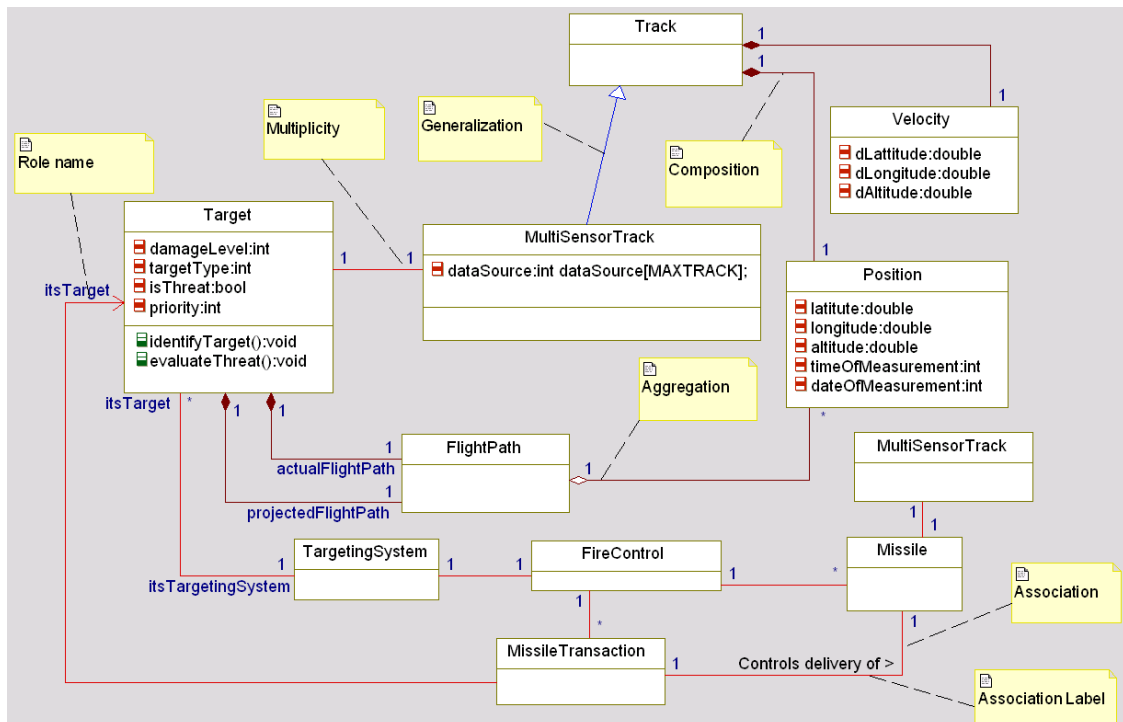 Track
1
1
1
1
Velocity
dLattitude:double
dLongitude:double
dAltitude:double
Generalization
Multiplicity
Role name
Composition
Target
damageLevel:int
targetType:int
isThreat:bool
priority:int
identifyTarget():void
evaluateThreat():void
itsTarget
1
1
MultiSensorTrack
dataSource:int dataSource[MAXTRACK];
Position
latitute:double
longitude:double
altitude:double
timeOfMeasurement:int
dateOfMeasurement:int
Aggregation
itsTarget
*
1
1
1
actualFlightPath
1
projectedFlightPath
FlightPath
1
*
MultiSensorTrack
1
1
Missile
TargetingSystem
1
itsTargetingSystem
1
1
FireControl
1
*
1
*
Association
MissileTransaction
1
Controls delivery of >
1
Association Label